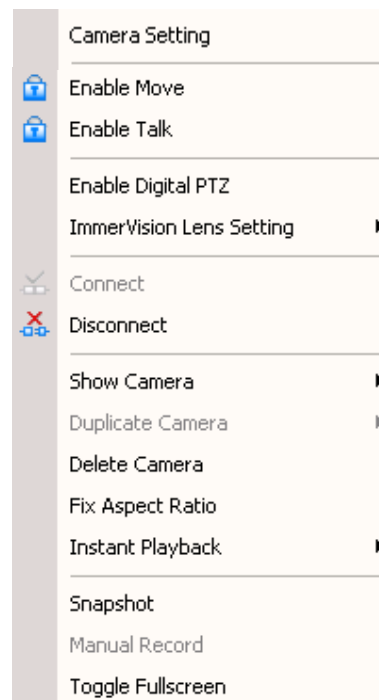 Camera Setting
Enable Move
Enable Talk
Enable Digital PTZ
ImmerVision Lens Setting
Connect
Disconnect
Show Camera
Duplicate Camera
Delete Camera
Fix Aspect Ratio
Instant Playback
Snapshot
Manual Record
Toggle Fullscreen